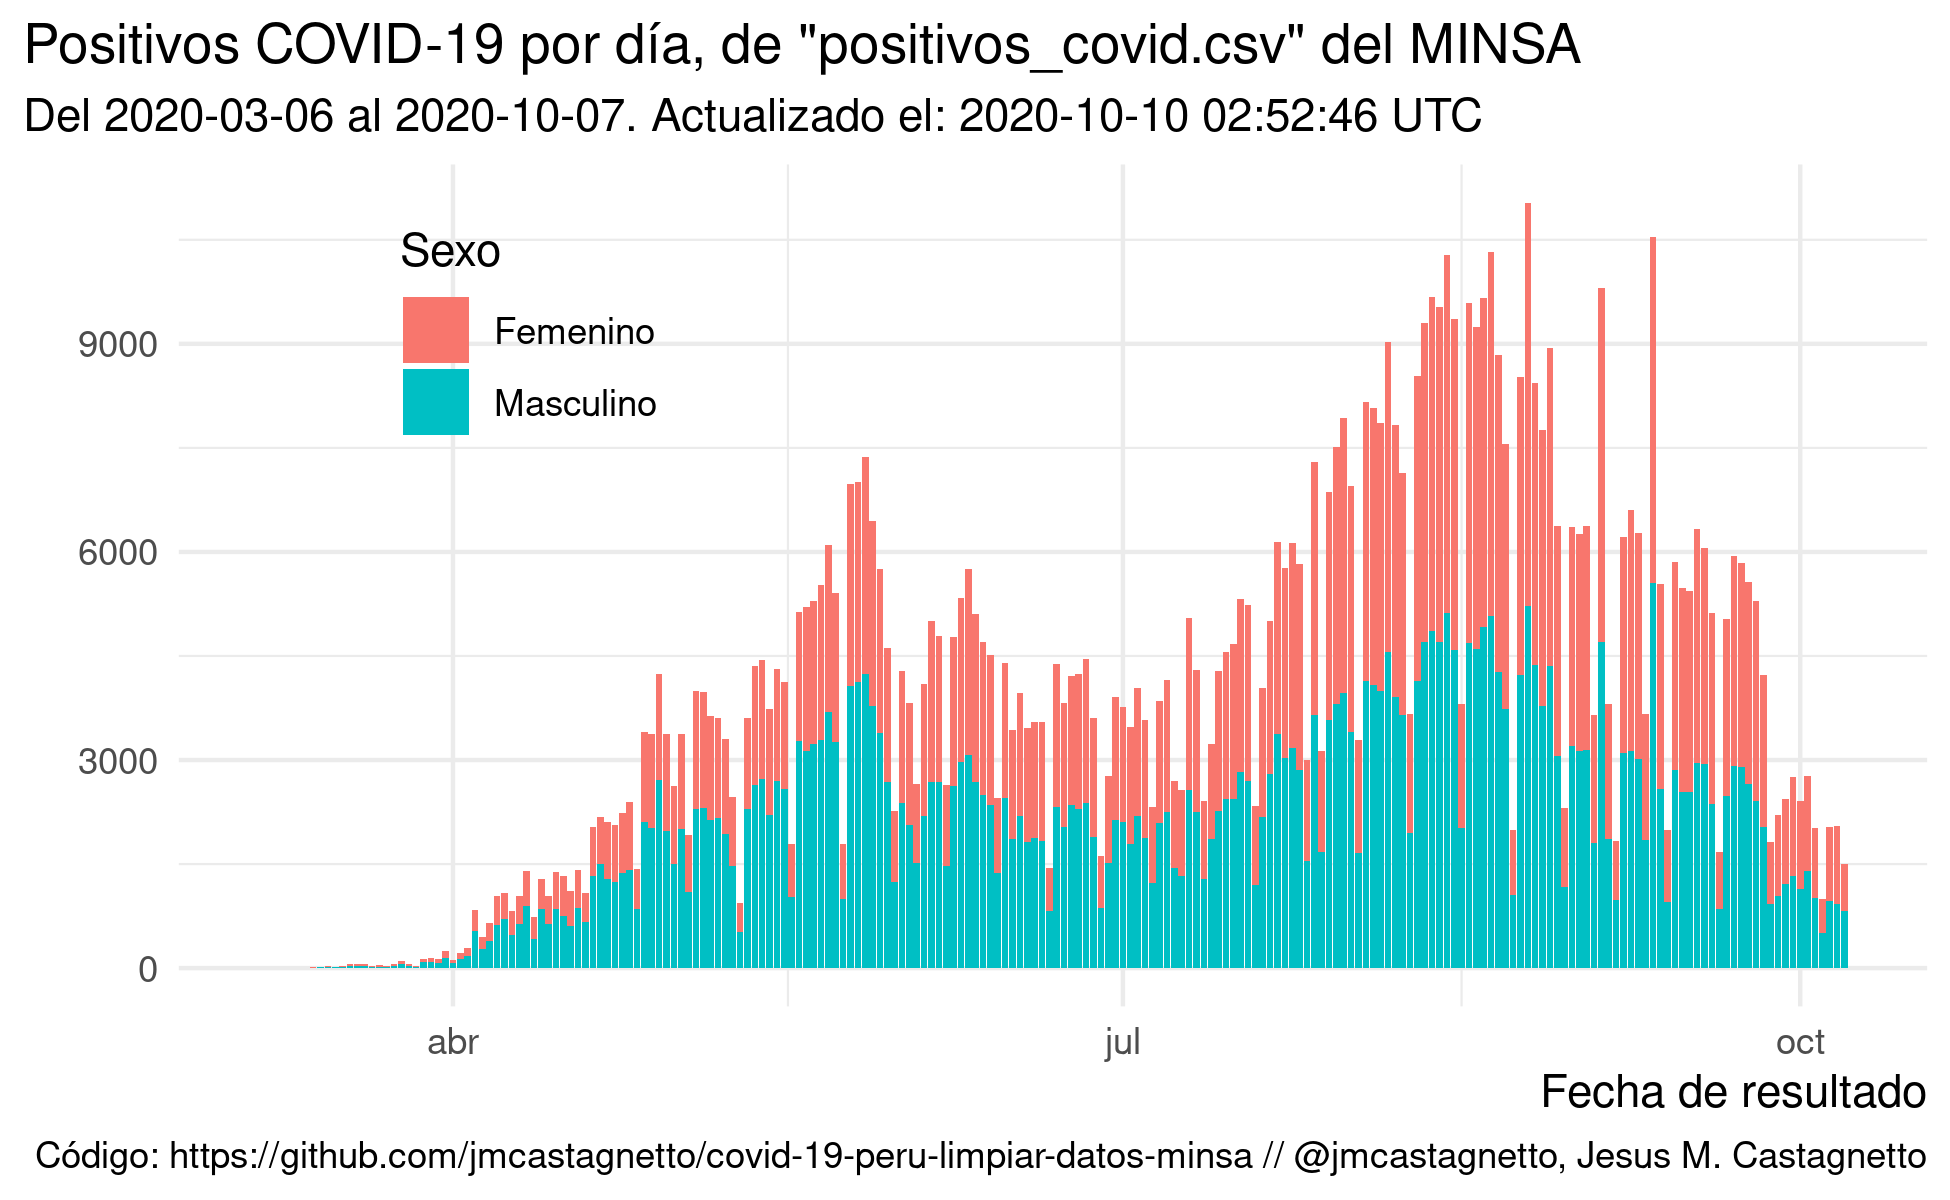 Positivos COVID-19 por día, de "positivos_covid.csv" del MINSA
Del 2020-03-06 al 2020-10-07. Actualizado el: 2020-10-10 02:52:46 UTC
Sexo
Femenino
Masculino
9000
6000
3000
0
abr jul oct
Fecha de resultado
Código: https://github.com/jmcastagnetto/covid-19-peru-limpiar-datos-minsa // @jmcastagnetto, Jesus M. Castagnetto